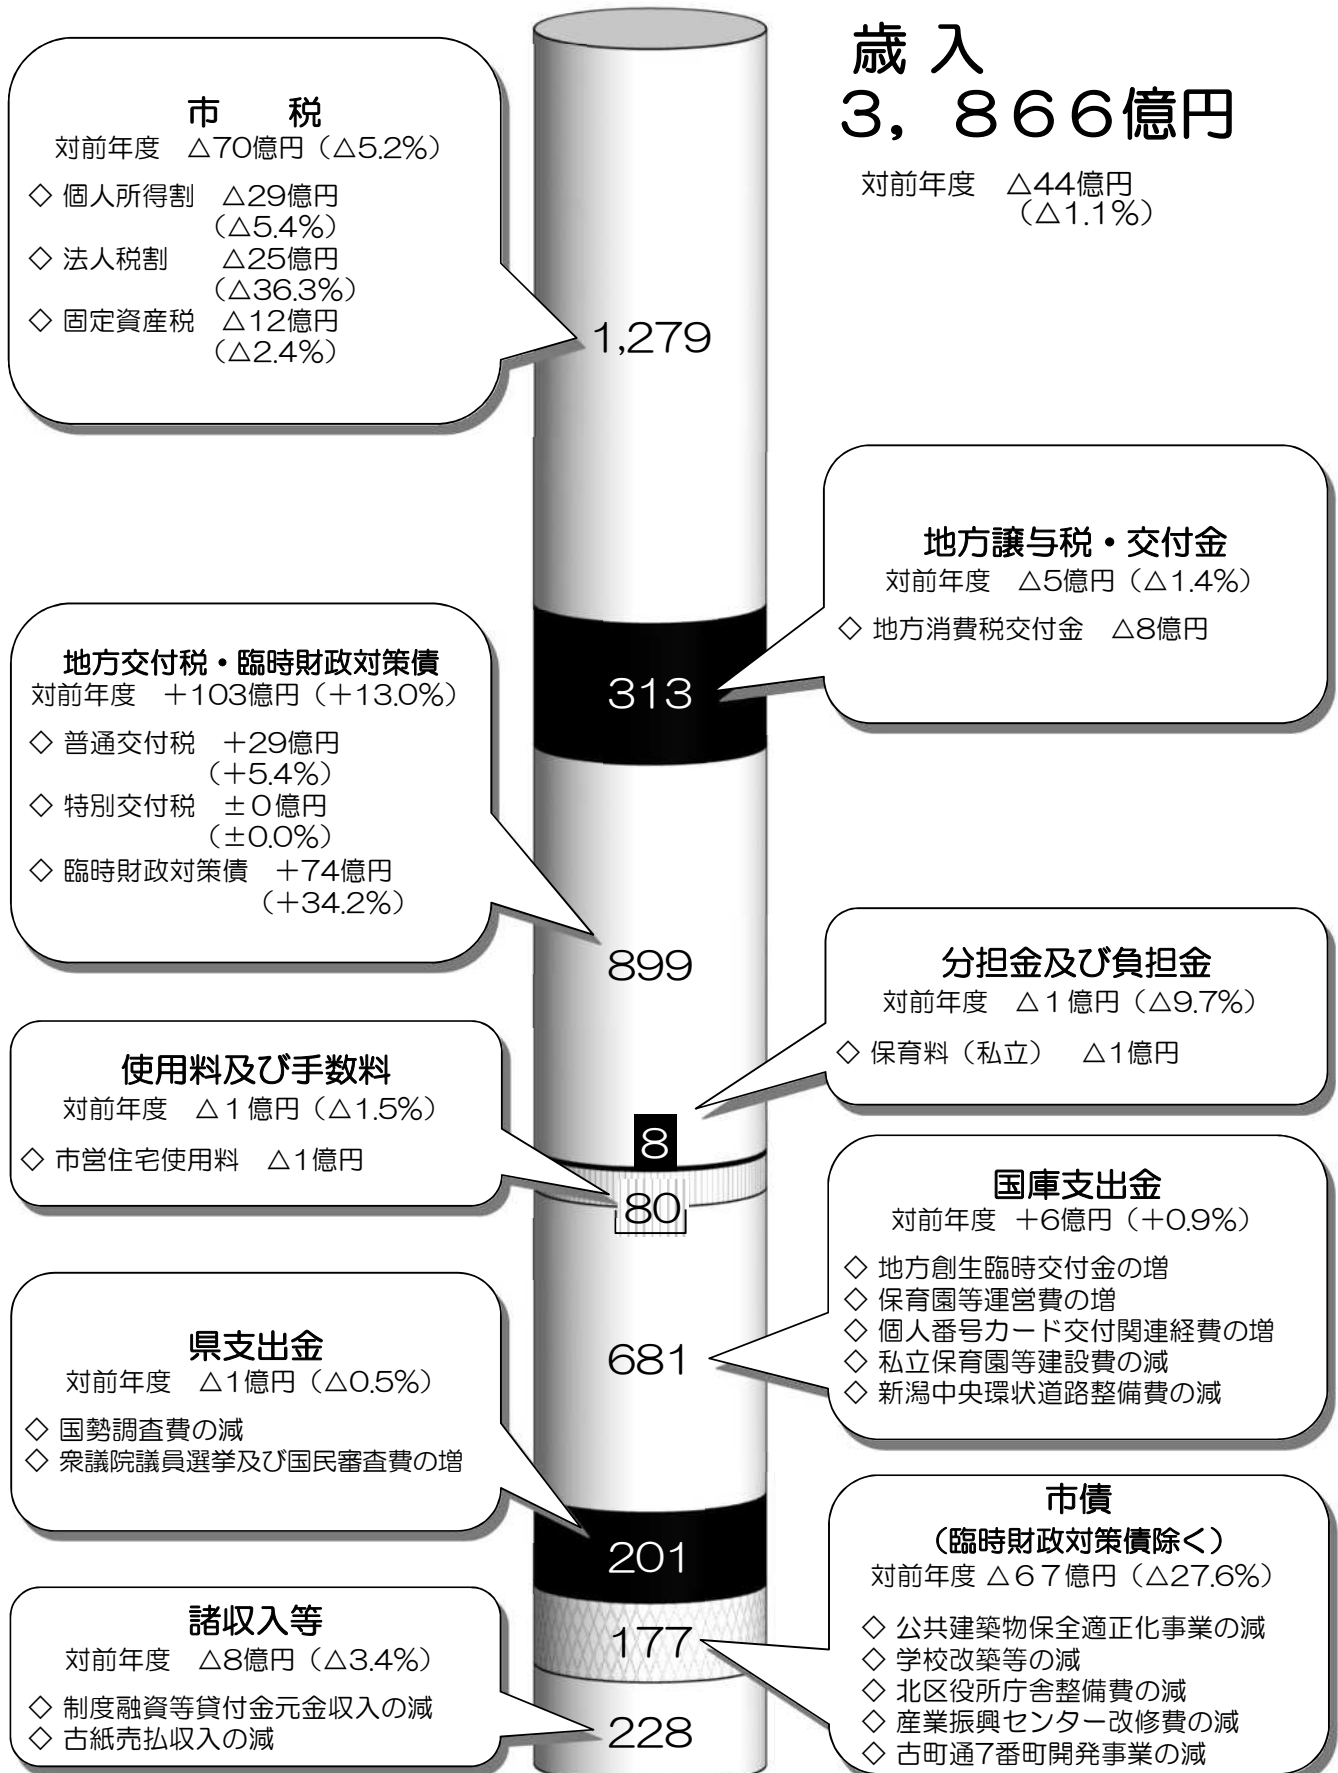 歳入
3，866億円
対前年度　△44億円
（△1.1%）
市　　税
対前年度　△70億円（△5.2%）
◇ 個人所得割　△29億円
（△5.4%）
◇ 法人税割　　△25億円
（△36.3%）
◇ 固定資産税　△12億円
（△2.4%）
1,279
地方譲与税・交付金
対前年度　△5億円（△1.4%）
◇ 地方消費税交付金　△8億円
313
地方交付税・臨時財政対策債
対前年度　＋103億円（＋13.0%）
◇ 普通交付税　＋29億円
（＋5.4%）
◇ 特別交付税　±０億円
（±0.0%）
◇ 臨時財政対策債　＋74億円
（＋34.2%）
899
分担金及び負担金
対前年度　△１億円（△9.7%）
◇ 保育料（私立）　△1億円
8
使用料及び手数料
対前年度　△１億円（△1.5%）
◇ 市営住宅使用料　△1億円
80
国庫支出金
対前年度　＋6億円（＋0.9%）
◇ 地方創生臨時交付金の増
◇ 保育園等運営費の増
◇ 個人番号カード交付関連経費の増
◇ 私立保育園等建設費の減
◇ 新潟中央環状道路整備費の減
681
県支出金
対前年度　△1億円（△0.5%）
◇ 国勢調査費の減
◇ 衆議院議員選挙及び国民審査費の増
201
市債
（臨時財政対策債除く）
対前年度 △６７億円（△27.6%）
◇ 公共建築物保全適正化事業の減
◇ 学校改築等の減
◇ 北区役所庁舎整備費の減
◇ 産業振興センター改修費の減
◇ 古町通7番町開発事業の減
177
諸収入等
対前年度　△8億円（△3.4%）
◇ 制度融資等貸付金元金収入の減
◇ 古紙売払収入の減
228